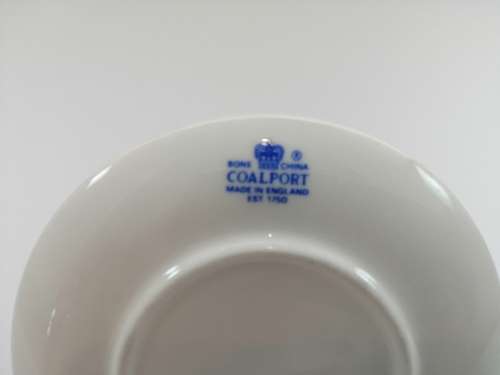 BONE CHINA ®
COALPORT
MADE IN ENGLAND
EST. 1750